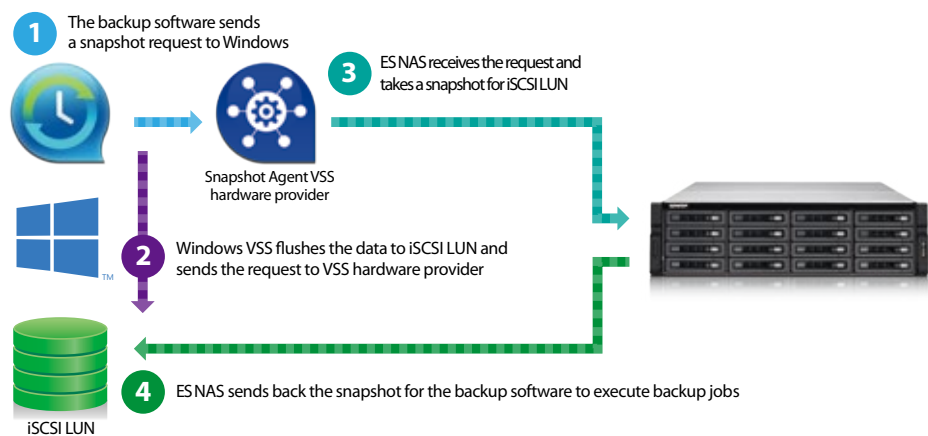 1
The backup software sends
a snapshot request to Windows
3
ES NAS receives the request and
takes a snapshot for iSCSI LUN
Snapshot Agent VSS
hardware provider
TM
2
Windows VSS flushes the data to iSCSI LUN and
sends the request to VSS hardware provider
4
ES NAS sends back the snapshot for the backup software to execute backup jobs
iSCSI LUN